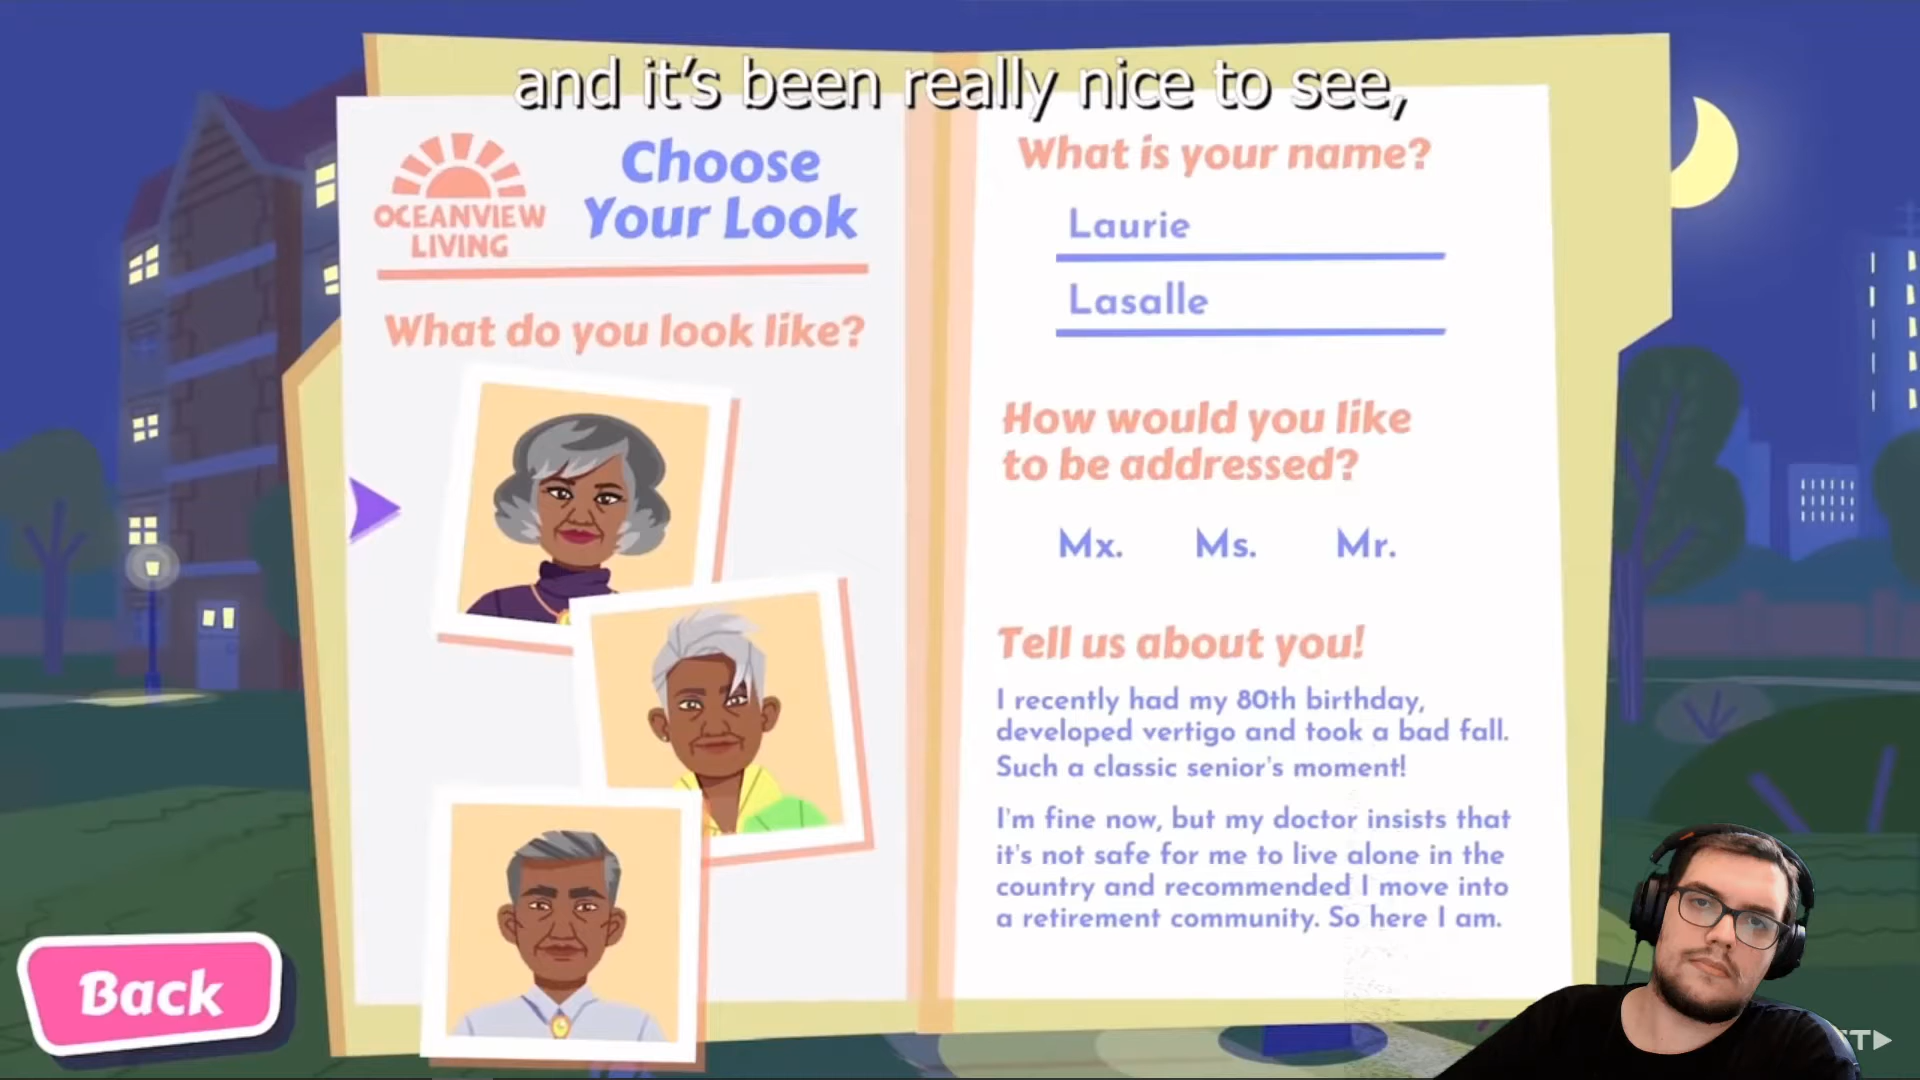 and it's been really nice to see,
OCEANVIEW
LIVING
Choose
Your Look
What do you look like?
What is your name?
Laurie
Lasalle
How would you like
to be addressed?
Mx. Ms. Mr.
Tell us about you!
I recently had my 80th birthday,
developed vertigo and took a bad fall.
Such a classic senior's moment!
I'm fine now, but my doctor insists that
it's not safe for me to live alone in the
country and recommended I move into
a retirement community. So here I am.
Back